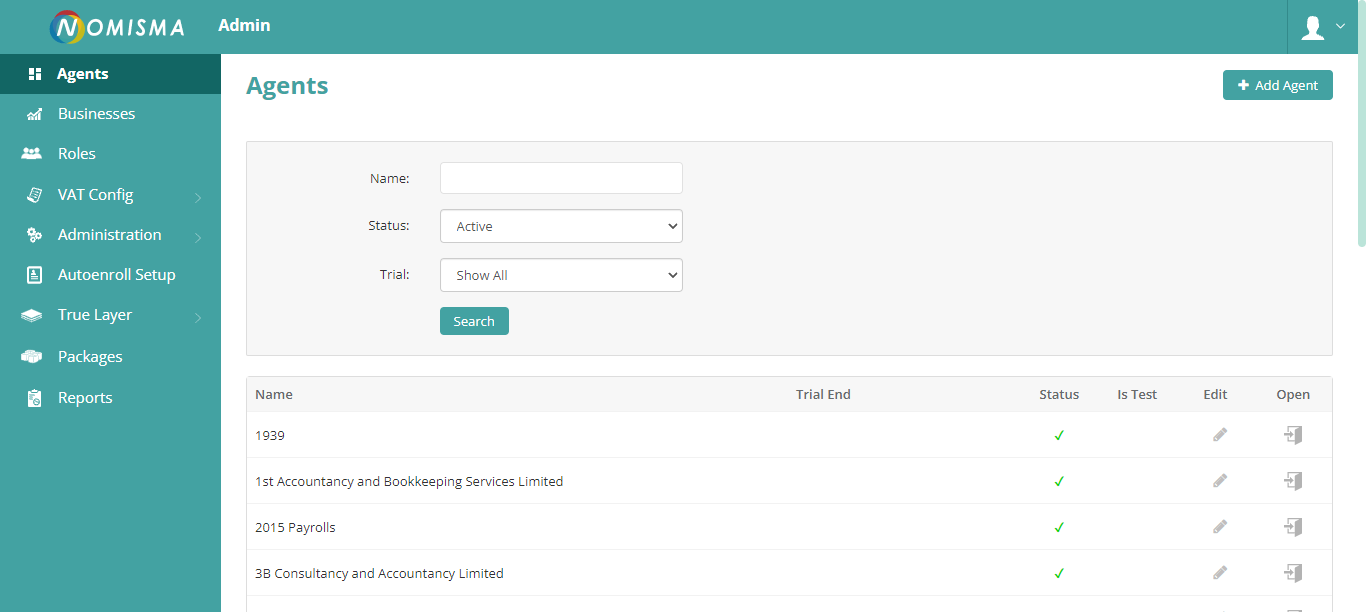 NOMISMA Admin
Agents
Businesses
Roles
VAT Config
Administration
Autoenroll Setup
True Layer
Packages
Reports
Agents
Add Agent
Name:
Status: Active
Trial: Show All
Search
Name Trial End Status Is Test Edit Open
1939
1st Accountancy and Bookkeeping Services Limited
2015 Payrolls
3B Consultancy and Accountancy Limited